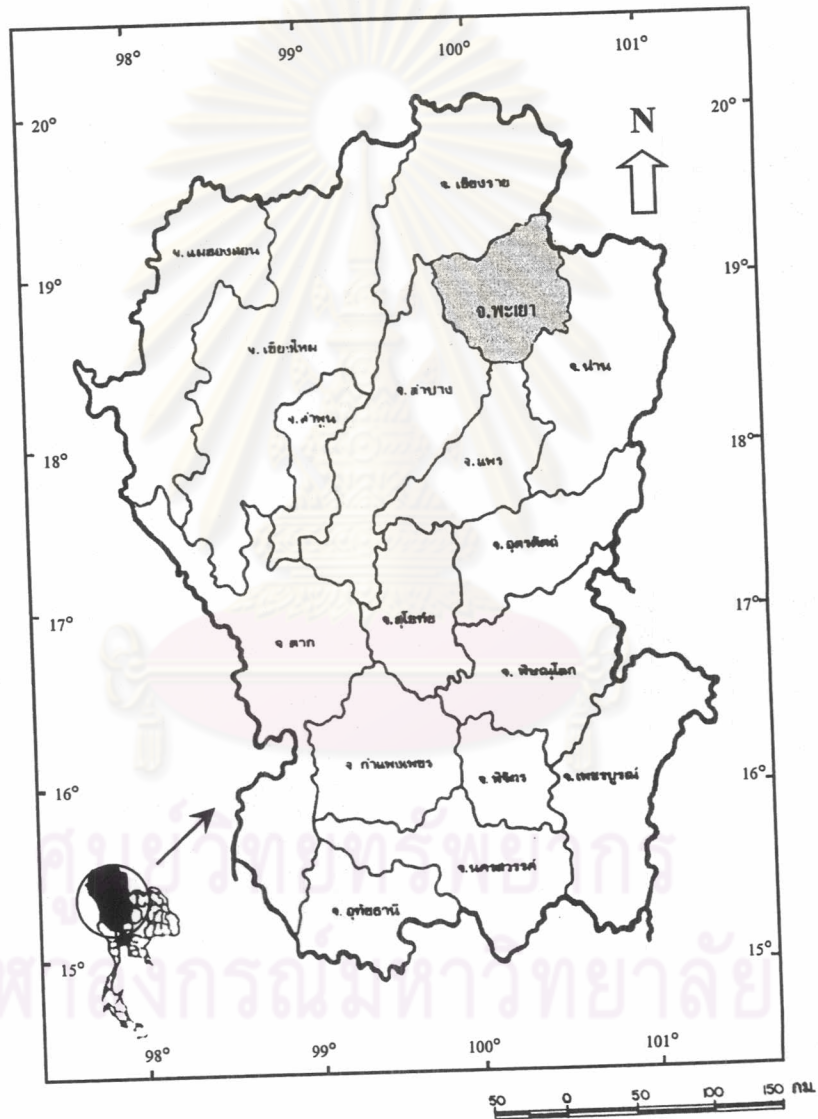 98° 99° 100° 101°
20° 20°
N
จ. เชียงราย
จ. แม่ฮ่องสอน
19° 19°
จ.พะเยา
จ. เชียงใหม่
จ. น่าน
จ. ลำปาง
จ. ลำพูน
18° 18°
จ. แพร่
จ. อุตรดิตถ์
17° 17°
จ. สุโขทัย
จ ตาก
จ. พิษณุโลก
จ กำแพงเพชร
จ. พิจิตร
จ. เพชรบูรณ์
16° 16°
ศูนย์วิทยทรัพยากร
จ.นครสวรรค์
จ. อุทัยธานี
15° 15°
จุฬาลงกรณ์มหาวิทยาลัย
98° 99° 100° 101°
50 0 50 100 150 กม.